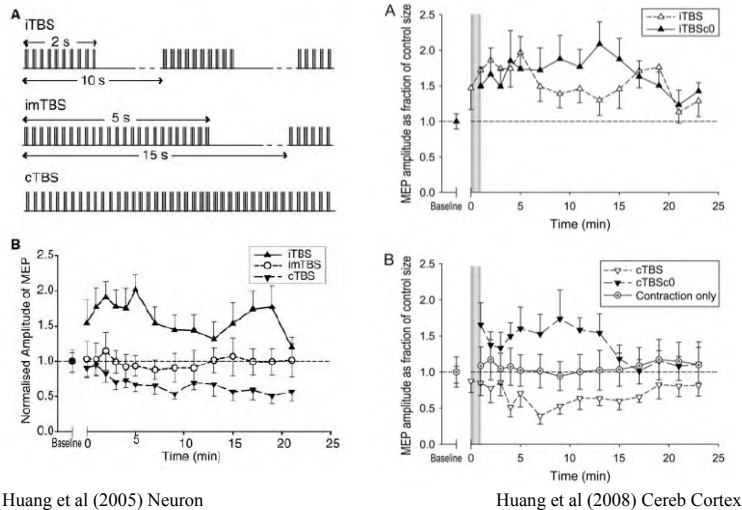 A
iTBS
2 s
10 s
imTBS
5 s
15 s
cTBS
B
iTBS
imTBS
cTBS
Normalised Amplitude of MEP
2.5
2.0
1.5
1.0
0.5
0.0
Baseline
0 5 10 15 20 25
Time (min)
Huang et al (2005) Neuron
A
iTBS
iTBSc0
MEP amplitude as fraction of control size
2.5
2.0
1.5
1.0
0.5
0.0
Baseline
0 5 10 15 20 25
Time (min)
B
cTBS
cTBSc0
Contraction only
MEP amplitude as fraction of control size
2.5
2.0
1.5
1.0
0.5
0.0
Baseline
0 5 10 15 20 25
Time (min)
Huang et al (2008) Cereb Cortex